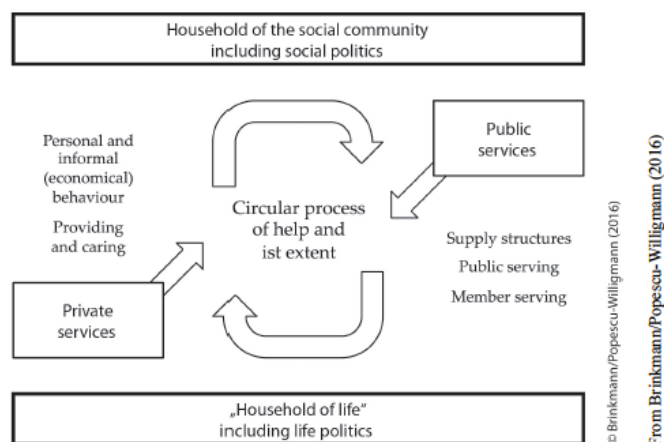 Household of the social community
including social politics
Personal and
informal
(economical)
behaviour
Providing
and caring
Public
services
Circular process
of help and
ist extent
Supply structures
Public serving
Member serving
Private
services
„Household of life“
including life politics
© Brinkmann/Popescu-Willigmann (2016)
From Brinkmann/Popescu- Willigmann (2016)